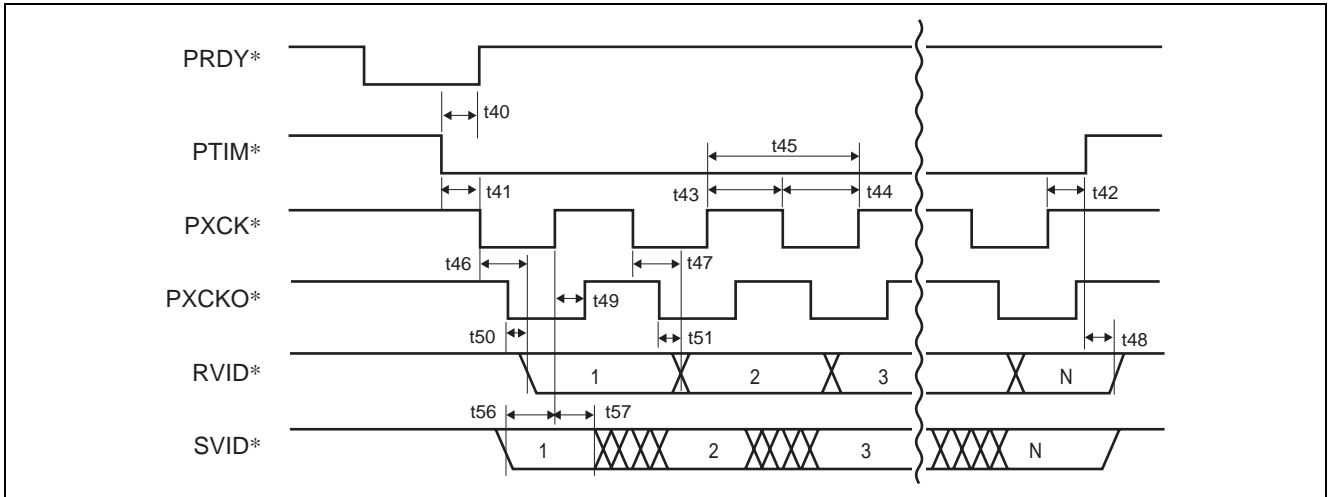 PRDY*
t40
PTIM*
t45
t41
t43
t44
t42
PXCK*
t46
t47
PXCKO*
t49
t50
t51
t48
RVID*
1
2
3
N
t56
t57
SVID*
1
2
3
N